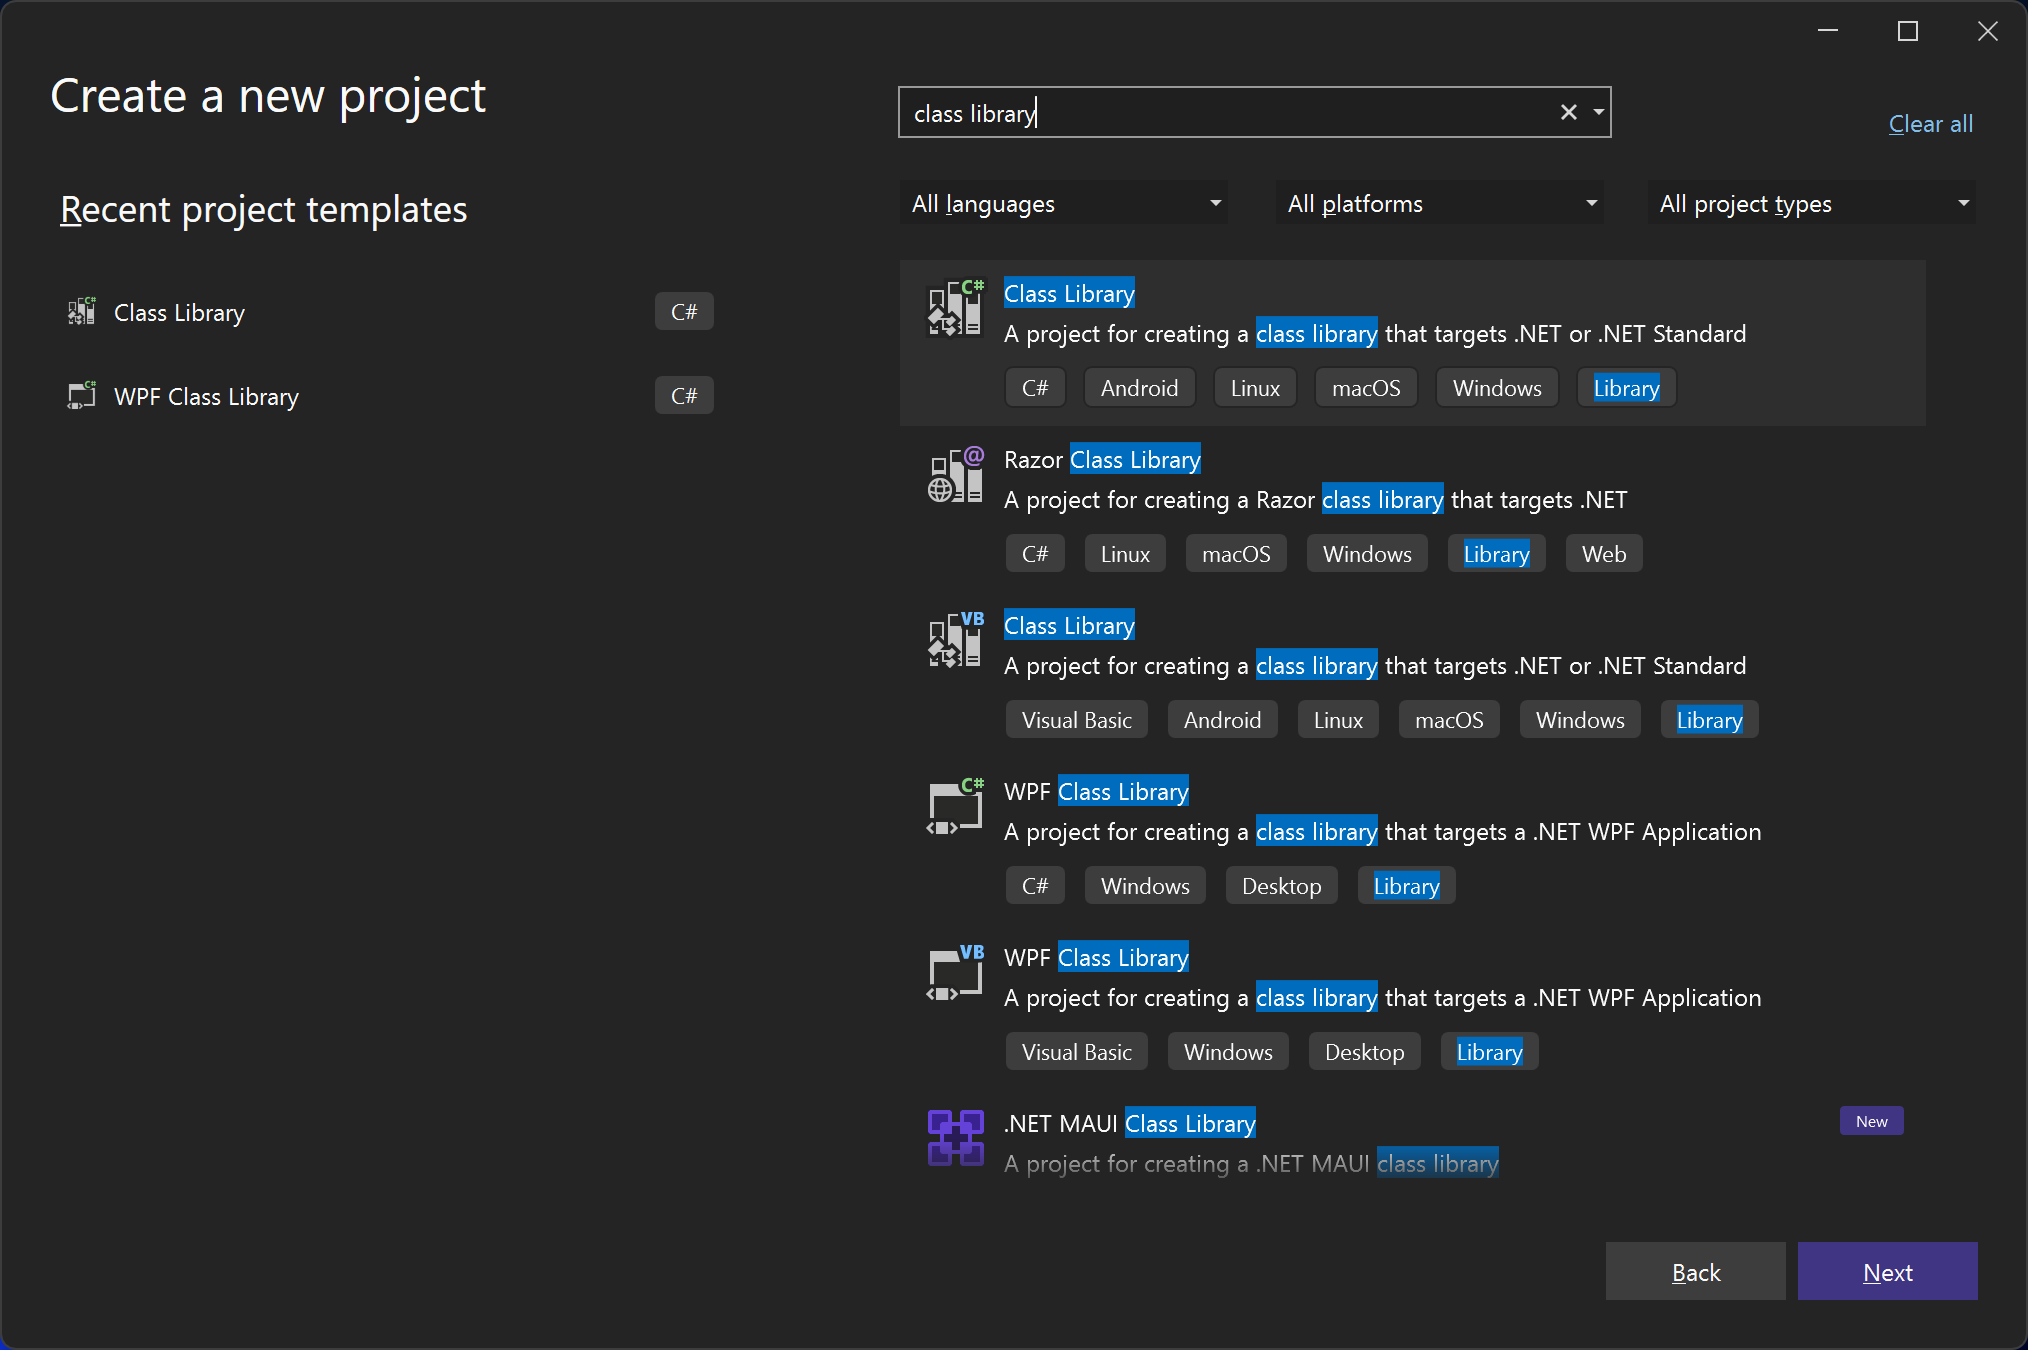 Create a new project
class library
Clear all
Recent project templates
Class Library C#
WPF Class Library C#
All languages All platforms All project types
C#
Class Library
A project for creating a class library that targets .NET or .NET Standard
C# Android Linux macOS Windows Library
@
Razor Class Library
A project for creating a Razor class library that targets .NET
C# Linux macOS Windows Library Web
VB
Class Library
A project for creating a class library that targets .NET or .NET Standard
Visual Basic Android Linux macOS Windows Library
C#
WPF Class Library
A project for creating a class library that targets a .NET WPF Application
C# Windows Desktop Library
VB
WPF Class Library
A project for creating a class library that targets a .NET WPF Application
Visual Basic Windows Desktop Library
.NET MAUI Class Library New
A project for creating a .NET MAUI class library
Back Next